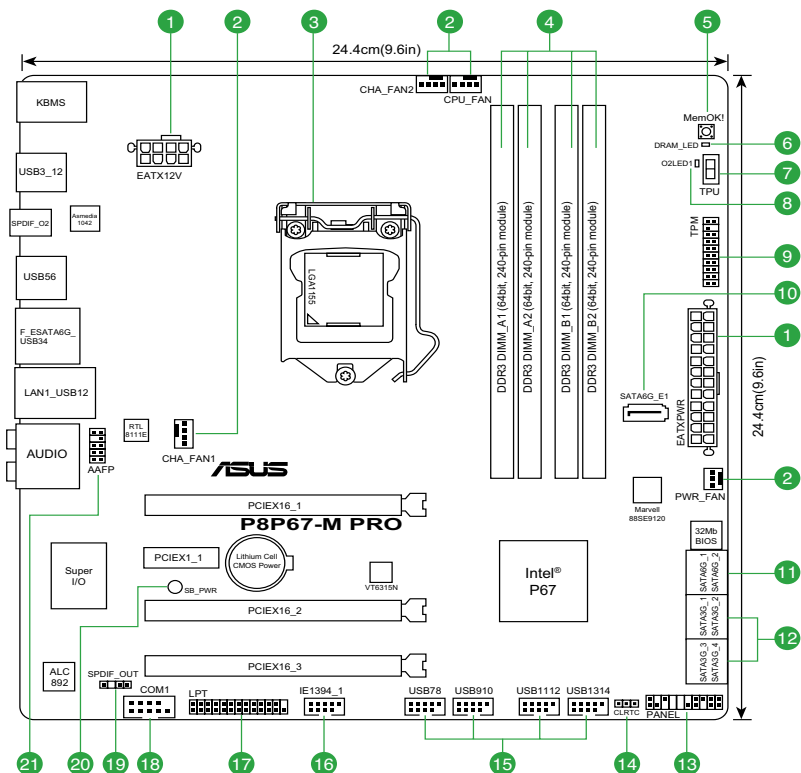 1
2
3
2
4
5
24.4cm(9.6in)
CHA_FAN2
CPU_FAN
KBMS
EATX12V
MemOK!
DRAM_LED
6
O2LED1
7
TPU
8
USB3_12
SPDIF_O2
Asmedia
1042
LGA1155
DDR3 DIMM_A1 (64bit, 240-pin module)
DDR3 DIMM_A2 (64bit, 240-pin module)
DDR3 DIMM_B1 (64bit, 240-pin module)
DDR3 DIMM_B2 (64bit, 240-pin module)
TPM
9
USB56
10
F_ESATA6G_
USB34
1
LAN1_USB12
SATA6G_E1
EATXPWR
24.4cm(9.6in)
AUDIO
RTL
8111E
2
AAFP
CHA_FAN1
ASUS
2
PWR_FAN
Marvell
88SE9120
21
PCIEX16_1
P8P67-M PRO
32Mb
BIOS
Super
I/O
PCIEX1_1
Lithium Cell
CMOS Power
VT6315N
Intel®
P67
SATA6G_1
SATA6G_2
11
SB_PWR
PCIEX16_2
SATA3G_1
SATA3G_2
12
SATA3G_3
SATA3G_4
PCIEX16_3
ALC
892
SPDIF_OUT
COM1
LPT
IE1394_1
USB78
USB910
USB1112
USB1314
CLRTC
PANEL
21
20
19
18
17
16
15
14
13